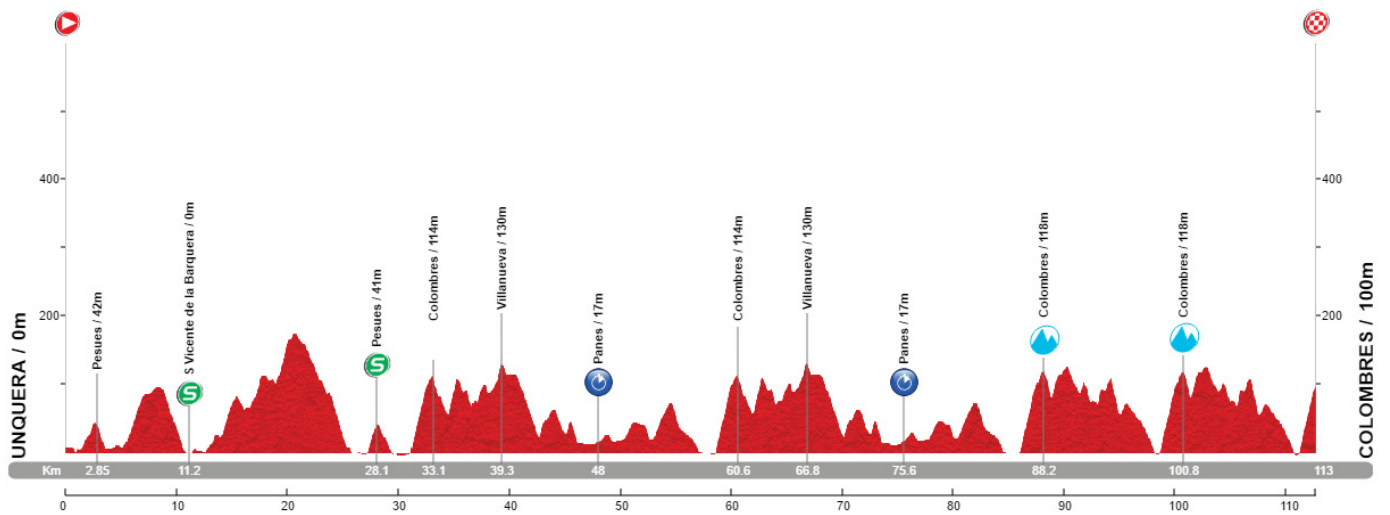 UNQUERA / 0m
400
200
Pesues / 42m
S Vicente de la Barquera / 0m
Pesues / 41m
Colombres / 114m
Villanueva / 130m
Panes / 17m
Colombres / 114m
Villanueva / 130m
Panes / 17m
Colombres / 118m
Colombres / 118m
400
200
COLOMBRES / 100m
S
S
Km 2.85 11.2 28.1 33.1 39.3 48 60.6 66.8 75.6 88.2 100.8 113
0 10 20 30 40 50 60 70 80 90 100 110